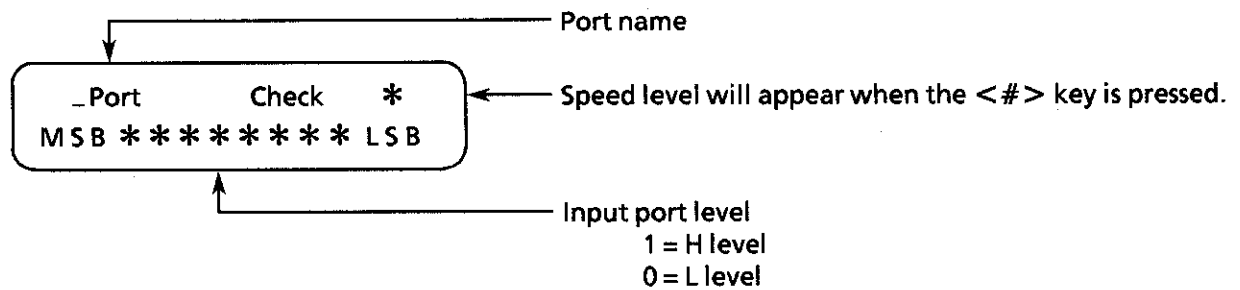 Port name
_Port Check *
Speed level will appear when the <#> key is pressed.
MSB ******** LSB
Input port level
1 = H level
0 = L level